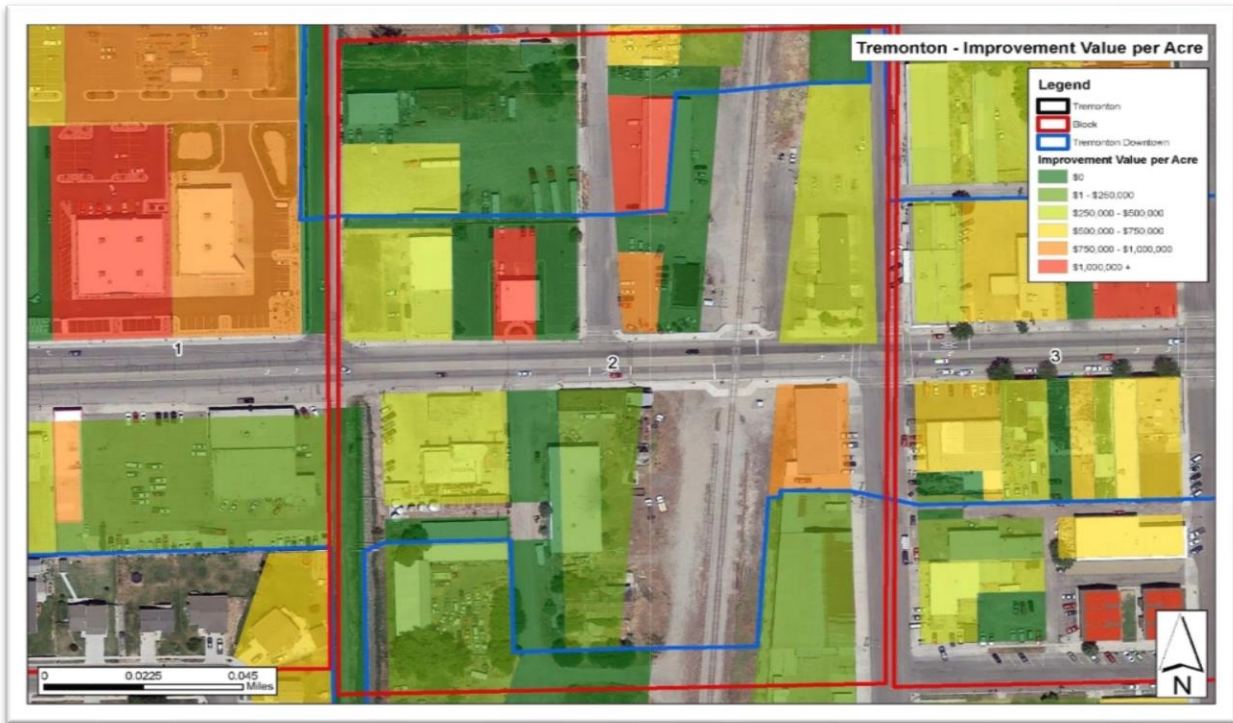 Tremonton - Improvement Value per Acre
Legend
Tremonton
Block
Tremonton Downtown
Improvement Value per Acre
$0
$1 - $250,000
$250,000 - $500,000
$500,000 - $750,000
$750,000 - $1,000,000
$1,000,000 +
1
2
3
0 0.0225 0.045
Miles
N